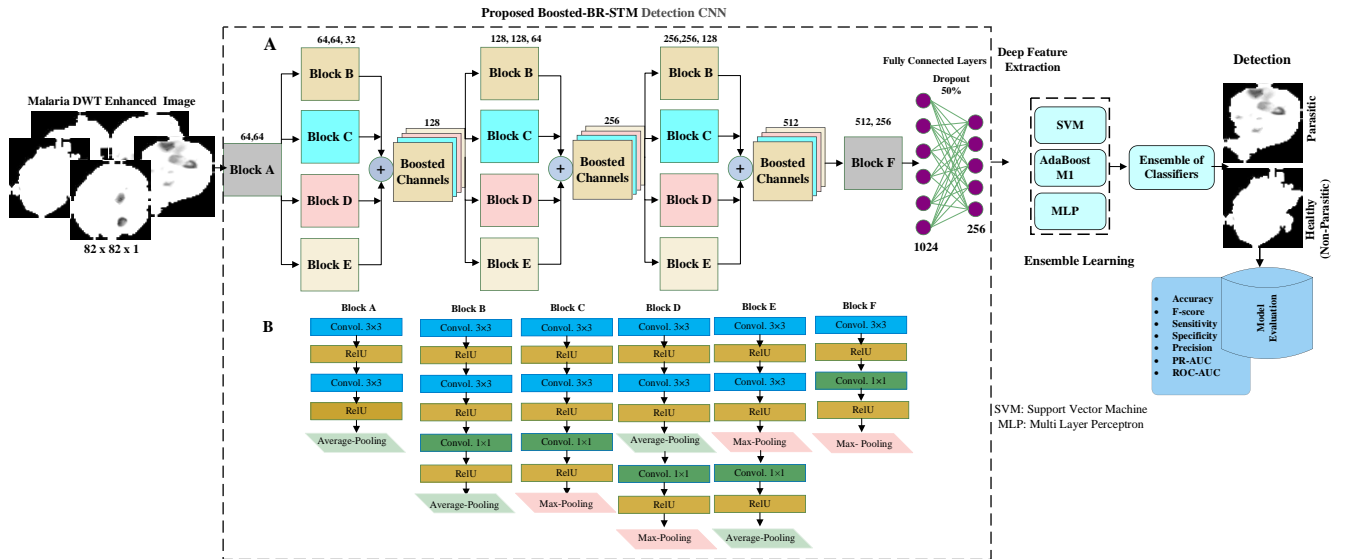 Proposed Boosted-BR-STM Detection CNN
A
64,64, 32
128, 128, 64
256,256, 128
Block B
Block B
Block B
Block C
Block C
Block C
Block D
Block D
Block D
Block E
Block E
Block E
Malaria DWT Enhanced Image
82 x 82 x 1
64,64
Block A
+
+
+
128
256
512
Boosted
Channels
Boosted
Channels
Boosted
Channels
512, 256
Block F
Fully Connected Layers
Dropout
50%
1024
256
Deep Feature
Extraction
SVM
AdaBoost
M1
MLP
Ensemble Learning
Ensemble of
Classifiers
Detection
Parasitic
Healthy
(Non-Parasitic)
Model
Evaluation
• Accuracy
• F-score
• Sensitivity
• Specificity
• Precision
• PR-AUC
• ROC-AUC
SVM: Support Vector Machine
MLP: Multi Layer Perceptron
B
Block A
Convol. 3×3
RelU
Convol. 3×3
RelU
Average-Pooling
Block B
Convol. 3×3
RelU
Convol. 3×3
RelU
Convol. 1×1
RelU
Average-Pooling
Block C
Convol. 3×3
RelU
Convol. 3×3
RelU
Convol. 1×1
RelU
Max-Pooling
Block D
Convol. 3×3
RelU
Convol. 3×3
RelU
Average-Pooling
Convol. 1×1
RelU
Max-Pooling
Block E
Convol. 3×3
RelU
Convol. 3×3
RelU
Max-Pooling
Convol. 1×1
RelU
Average-Pooling
Block F
Convol. 3×3
RelU
Convol. 1×1
RelU
Max- Pooling